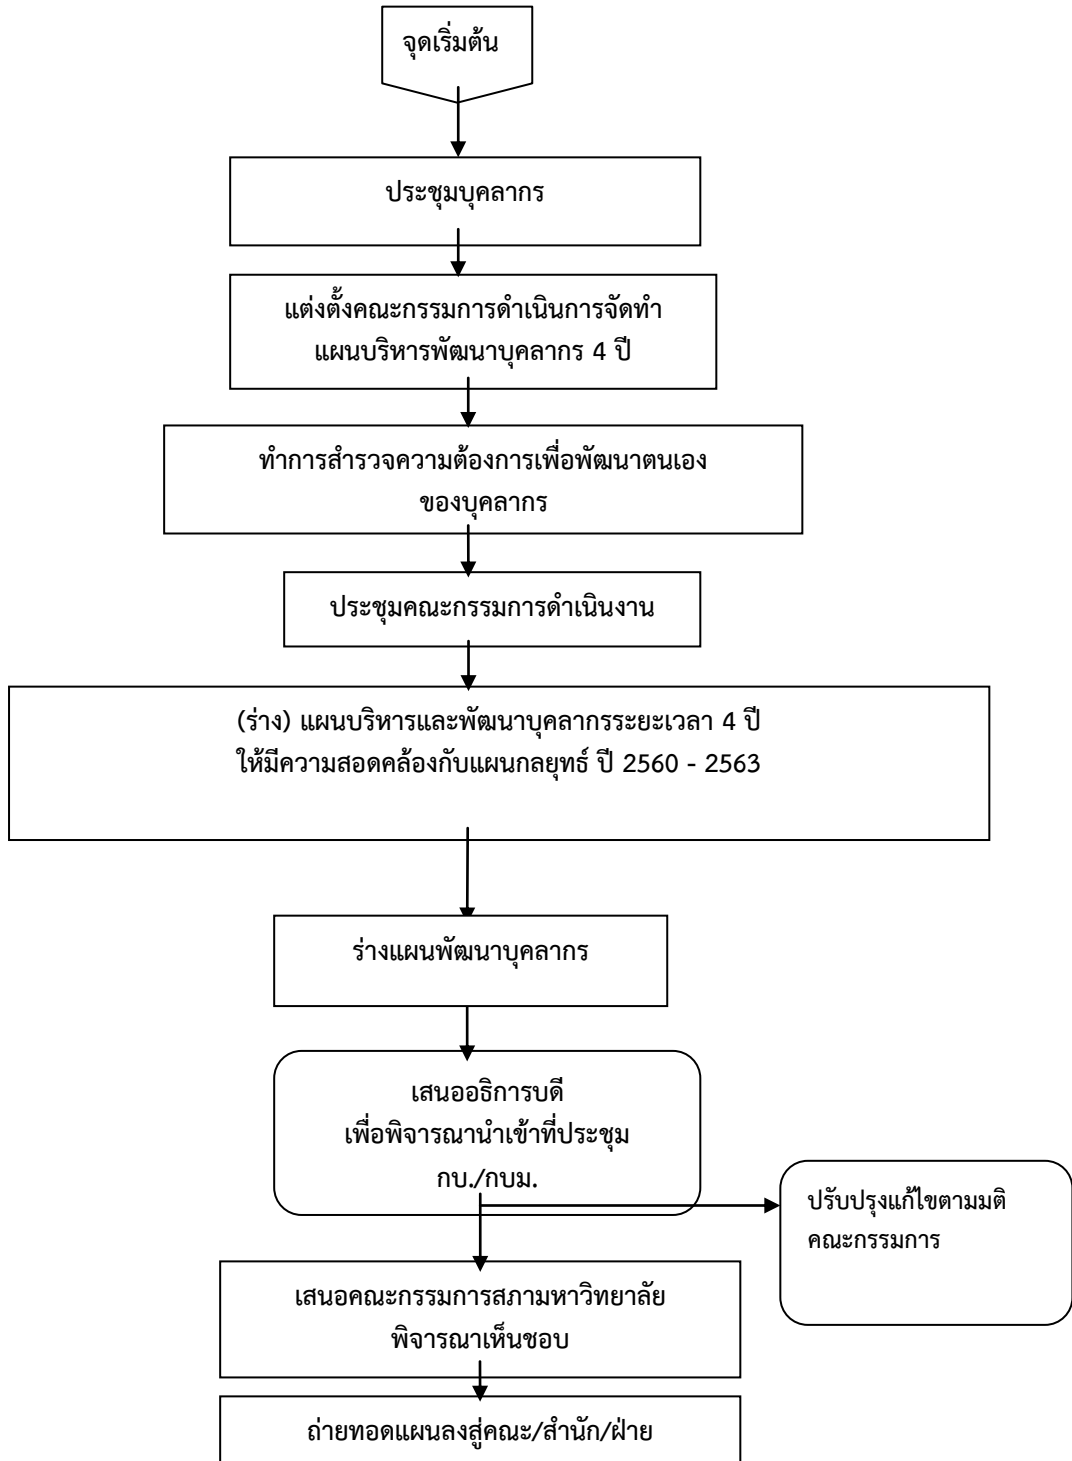 จุดเริ่มต้น
ประชุมบุคลากร
แต่งตั้งคณะกรรมการดำเนินการจัดทำ
แผนบริหารพัฒนาบุคลากร 4 ปี
ทำการสำรวจความต้องการเพื่อพัฒนาตนเอง
ของบุคลากร
ประชุมคณะกรรมการดำเนินงาน
(ร่าง) แผนบริหารและพัฒนาบุคลากรระยะเวลา 4 ปี
ให้มีความสอดคล้องกับแผนกลยุทธ์ ปี 2560 - 2563
ร่างแผนพัฒนาบุคลากร
เสนออธิการบดี
เพื่อพิจารณานำเข้าที่ประชุม
กบ./กบม.
ปรับปรุงแก้ไขตามมติ
คณะกรรมการ
เสนอคณะกรรมการสภามหาวิทยาลัย
พิจารณาเห็นชอบ
ถ่ายทอดแผนลงสู่คณะ/สำนัก/ฝ่าย